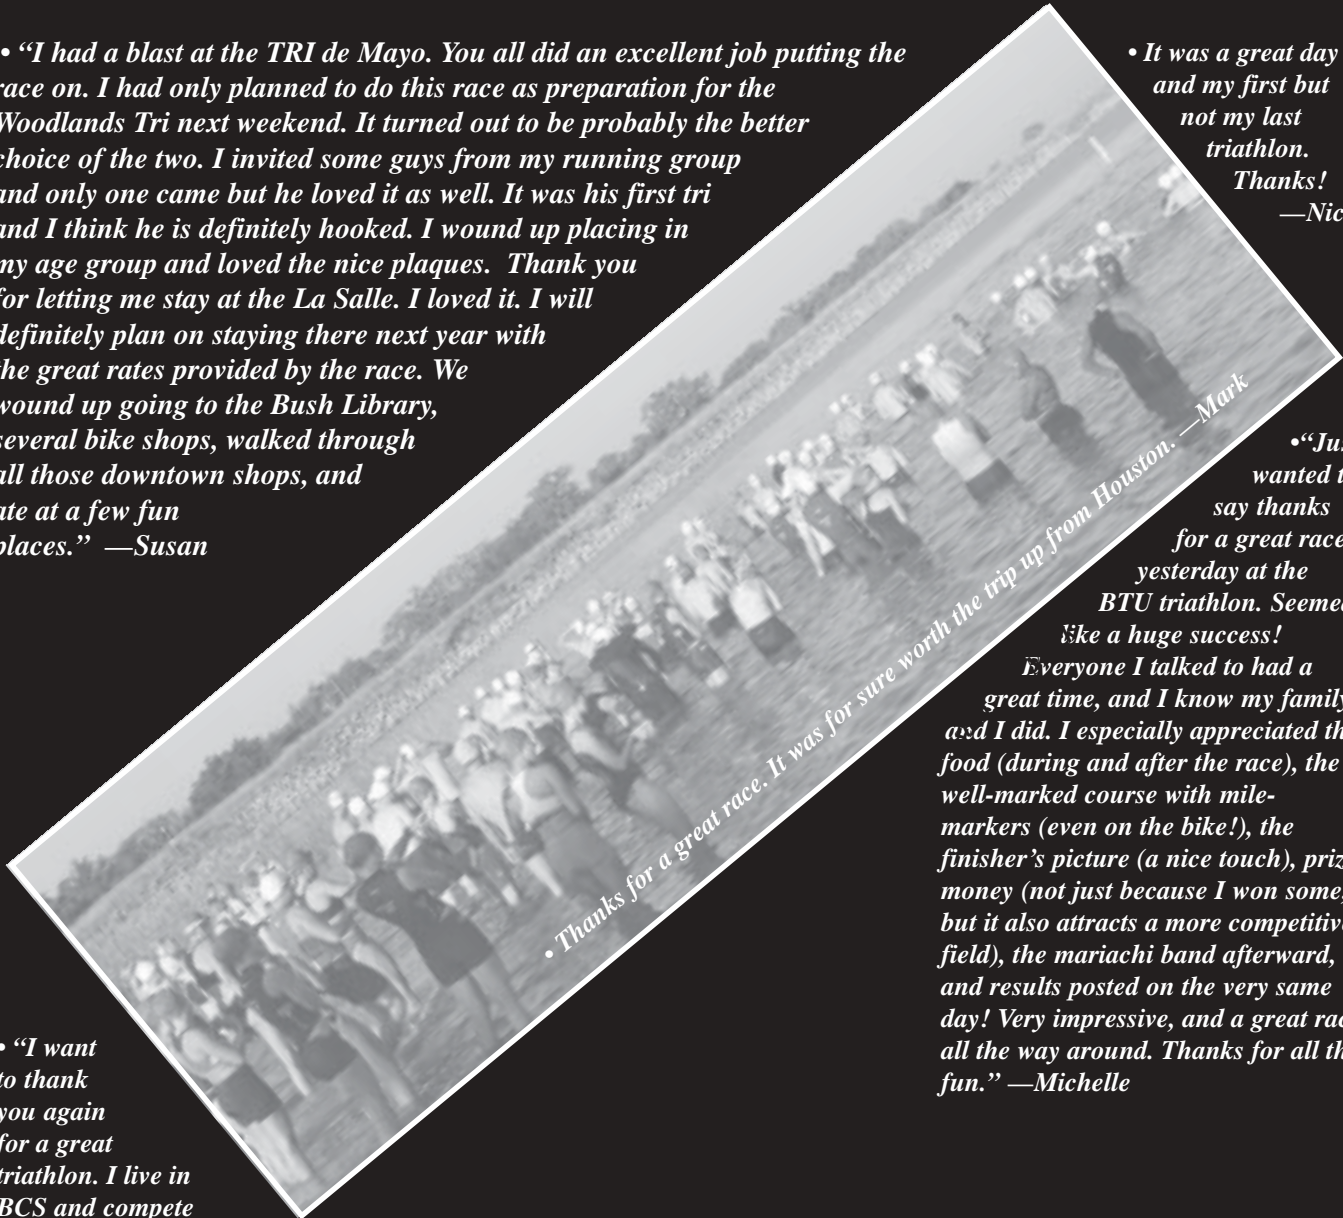 • “I had a blast at the TRI de Mayo. You all did an excellent job putting the
race on. I had only planned to do this race as preparation for the
Woodlands Tri next weekend. It turned out to be probably the better
choice of the two. I invited some guys from my running group
and only one came but he loved it as well. It was his first tri
and I think he is definitely hooked. I wound up placing in
my age group and loved the nice plaques. Thank you
for letting me stay at the La Salle. I loved it. I will
definitely plan on staying there next year with
the great rates provided by the race. We
wound up going to the Bush Library,
several bike shops, walked through
all those downtown shops, and
ate at a few fun
places.” —Susan
• It was a great day
and my first but
not my last
triathlon.
Thanks!
—Nic
• Thanks for a great race. It was for sure worth the trip up from Houston. —Mark
•“Jus
wanted t
say thanks
for a great race
yesterday at the
BTU triathlon. Seemed
like a huge success!
Everyone I talked to had a
great time, and I know my family
and I did. I especially appreciated th
food (during and after the race), the
well-marked course with mile-
markers (even on the bike!), the
finisher’s picture (a nice touch), priz
money (not just because I won some,
but it also attracts a more competitive
field), the mariachi band afterward,
and results posted on the very same
day! Very impressive, and a great rac
all the way around. Thanks for all th
fun.” —Michelle
• “I want
to thank
you again
for a great
triathlon. I live in
BCS and compete